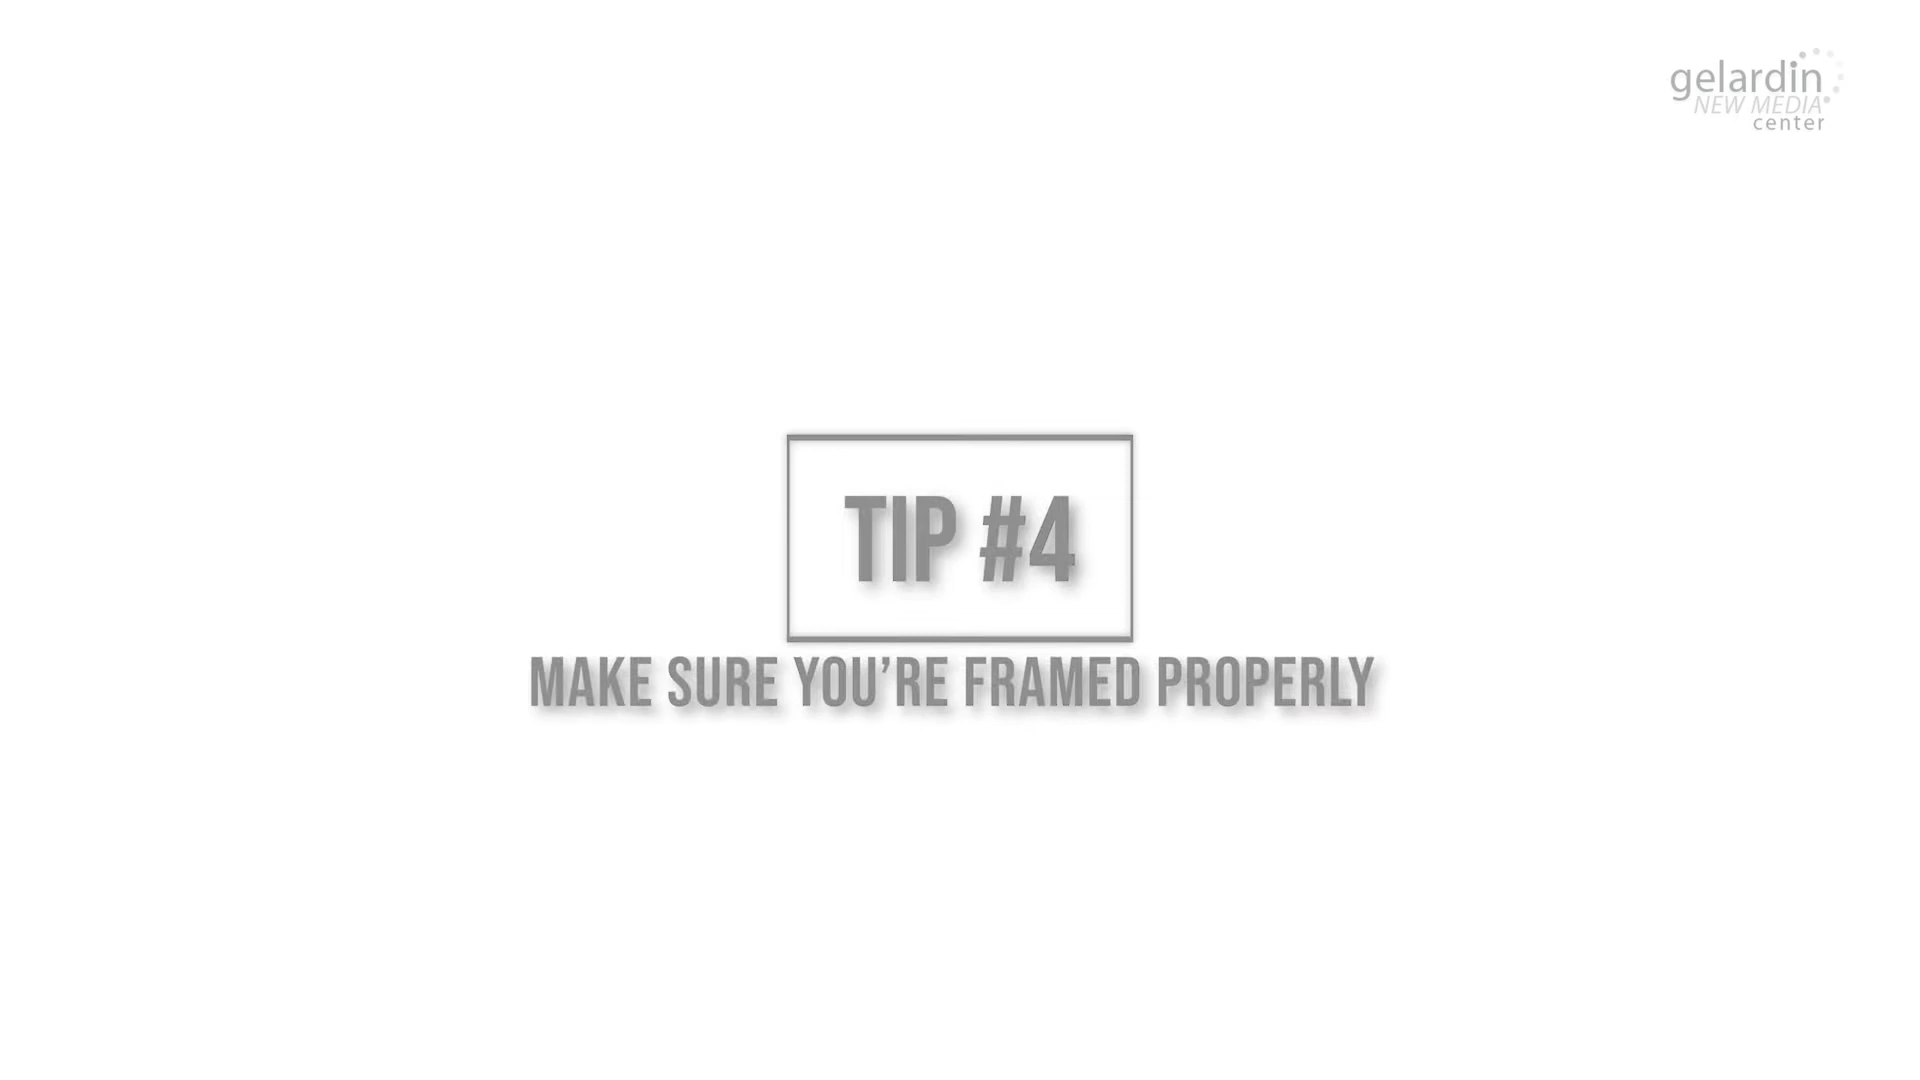 gelardin
NEW MEDIA
center
TIP #4
MAKE SURE YOU’RE FRAMED PROPERLY